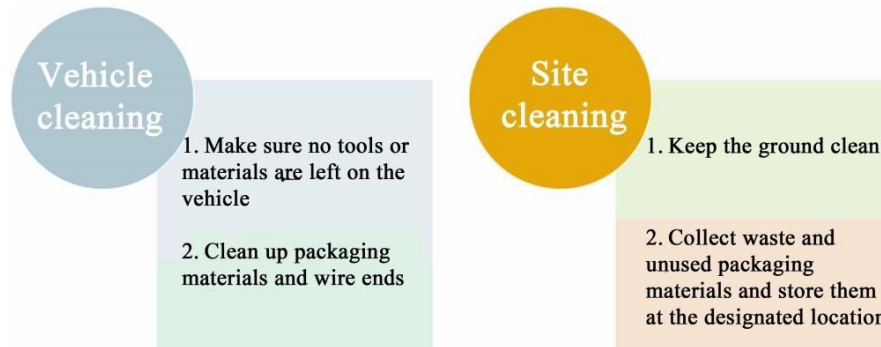 Vehicle
cleaning
1. Make sure no tools or
materials are left on the
vehicle
2. Clean up packaging
materials and wire ends
Site
cleaning
1. Keep the ground clean
2. Collect waste and
unused packaging
materials and store them
at the designated location